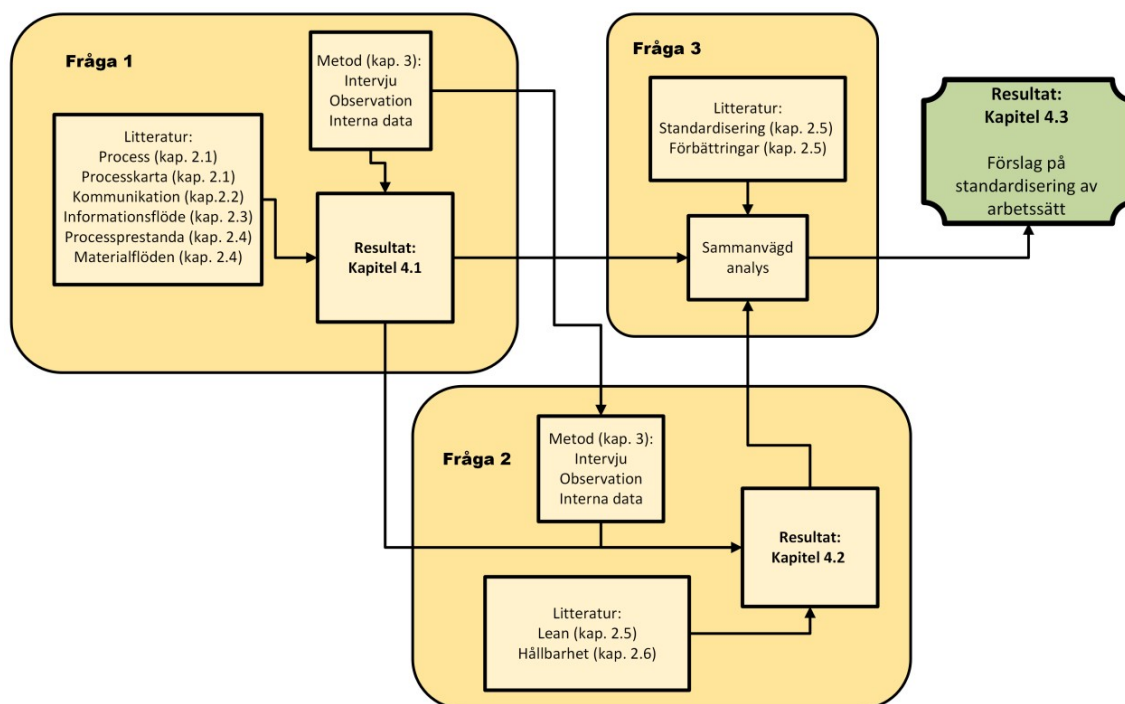 Fråga 1
Metod (kap. 3):
Intervju
Observation
Interna data
Litteratur:
Process (kap. 2.1)
Processkarta (kap. 2.1)
Kommunikation (kap.2.2)
Informationsflöde (kap. 2.3)
Processprestanda (kap. 2.4)
Materialflöden (kap. 2.4)
Resultat:
Kapitel 4.1
Fråga 3
Litteratur:
Standardisering (kap. 2.5)
Förbättringar (kap. 2.5)
Sammanvägd
analys
Resultat:
Kapitel 4.3
Förslag på
standardisering av
arbetssätt
Fråga 2
Metod (kap. 3):
Intervju
Observation
Interna data
Resultat:
Kapitel 4.2
Litteratur:
Lean (kap. 2.5)
Hållbarhet (kap. 2.6)